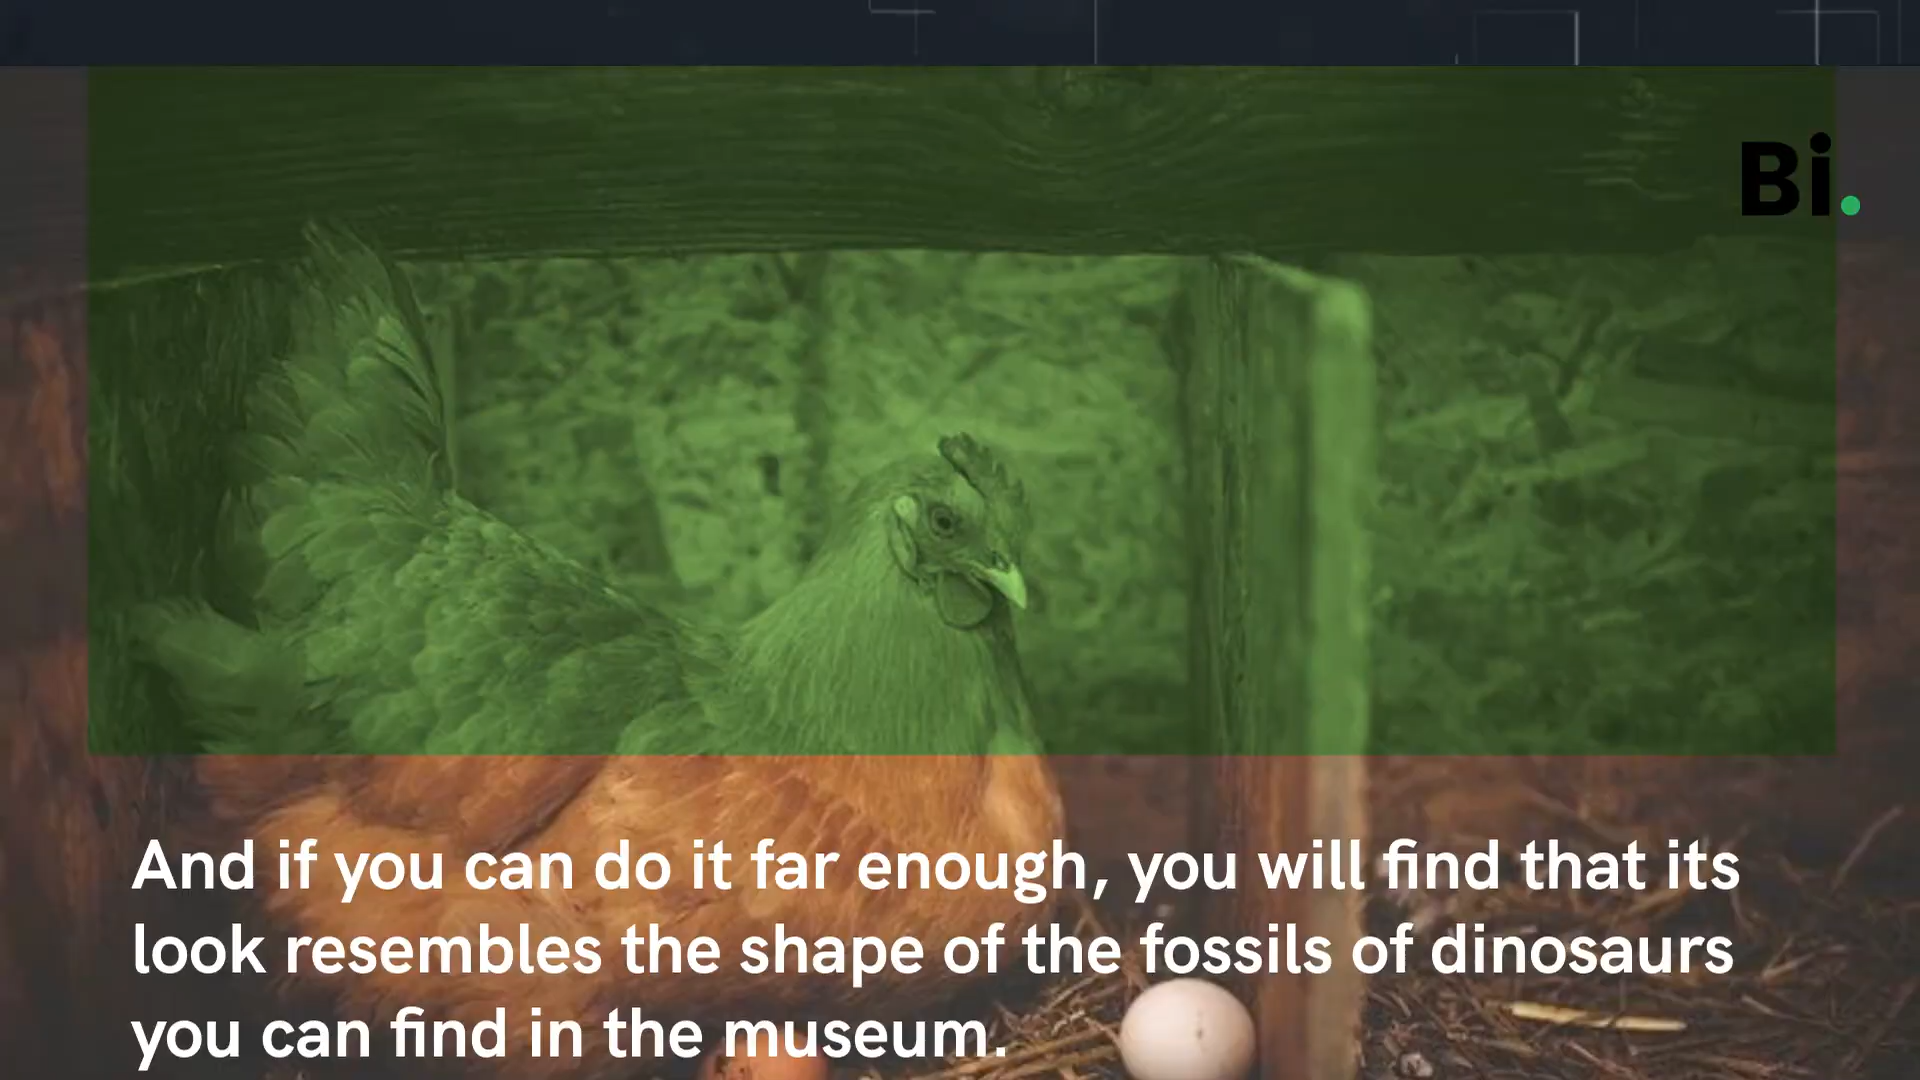 Bi.
And if you can do it far enough, you will find that its
look resembles the shape of the fossils of dinosaurs
you can find in the museum.